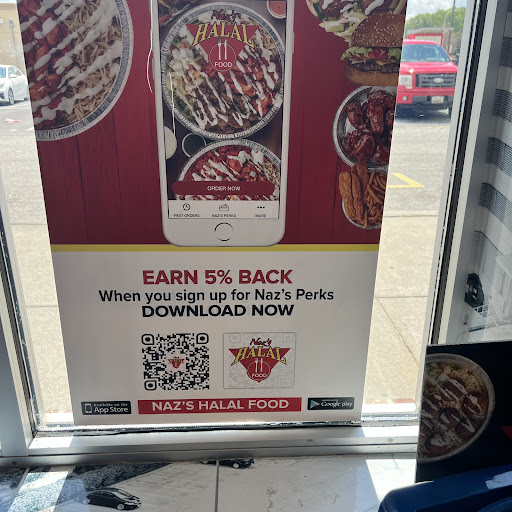 HALAL
FOOD
ORDER NOW
PAST ORDERS NAZ'S PERKS MORE
EARN 5% BACK
When you sign up for Naz's Perks
DOWNLOAD NOW
Naz's
HALAL
FOOD
Available on the
App Store
NAZ'S HALAL FOOD
Google play